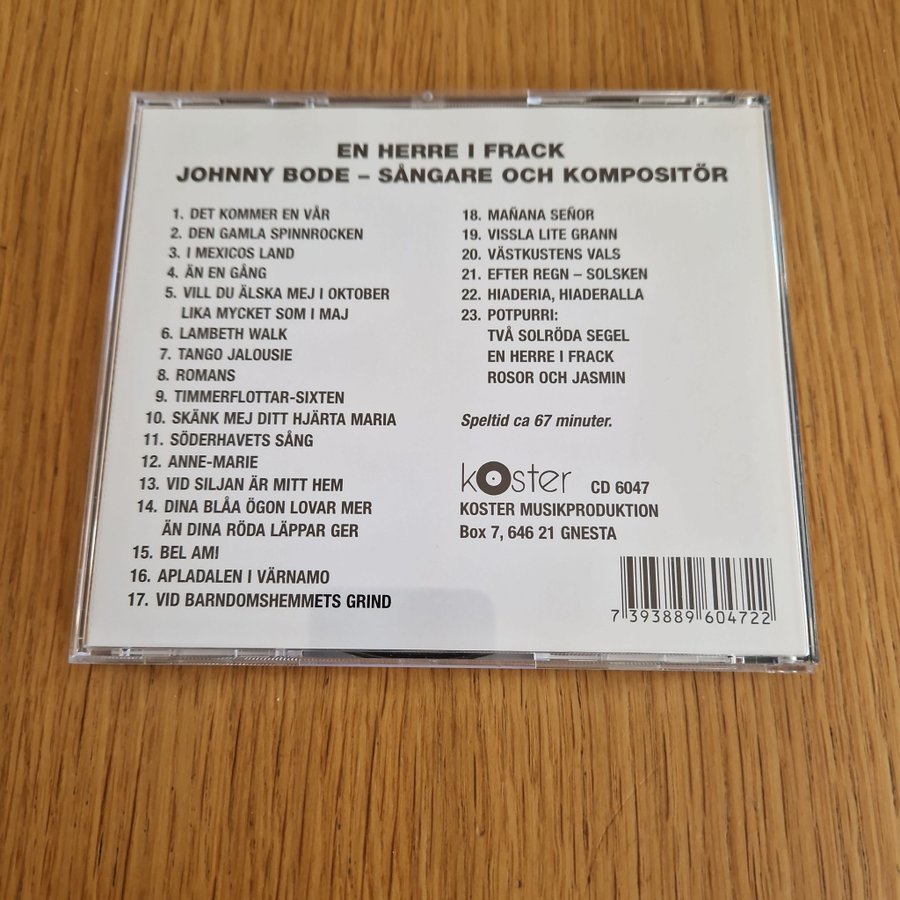 EN HERRE I FRACK
JOHNNY BODE – SÅNGARE OCH KOMPOSITÖR
1. DET KOMMER EN VÅR
2. DEN GAMLA SPINNROCKEN
3. I MEXICOS LAND
4. ÄN EN GÅNG
5. VILL DU ÄLSKA MEJ I OKTOBER
LIKA MYCKET SOM I MAJ
6. LAMBETH WALK
7. TANGO JALOUSIE
8. ROMANS
9. TIMMERFLOTTAR-SIXTEN
10. SKÄNK MEJ DITT HJÄRTA MARIA
11. SÖDERHAVETS SÅNG
12. ANNE-MARIE
13. VID SILJAN ÄR MITT HEM
14. DINA BLÅA ÖGON LOVAR MER
ÄN DINA RÖDA LÄPPAR GER
15. BEL AMI
16. APLADALEN I VÄRNAMO
17. VID BARNDOMSHEMMETS GRIND
18. MAÑANA SEÑOR
19. VISSLA LITE GRANN
20. VÄSTKUSTENS VALS
21. EFTER REGN – SOLSKEN
22. HIADERIA, HIADERALLA
23. POTPURRI:
TVÅ SOLRÖDA SEGEL
EN HERRE I FRACK
ROSOR OCH JASMIN
Speltid ca 67 minuter.
koster CD 6047
KOSTER MUSIKPRODUKTION
Box 7, 646 21 GNESTA
7 393889 604722